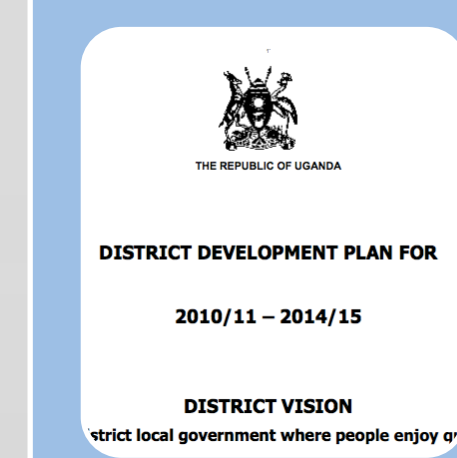 THE REPUBLIC OF UGANDA
DISTRICT DEVELOPMENT PLAN FOR
2010/11 – 2014/15
DISTRICT VISION
strict local government where people enjoy